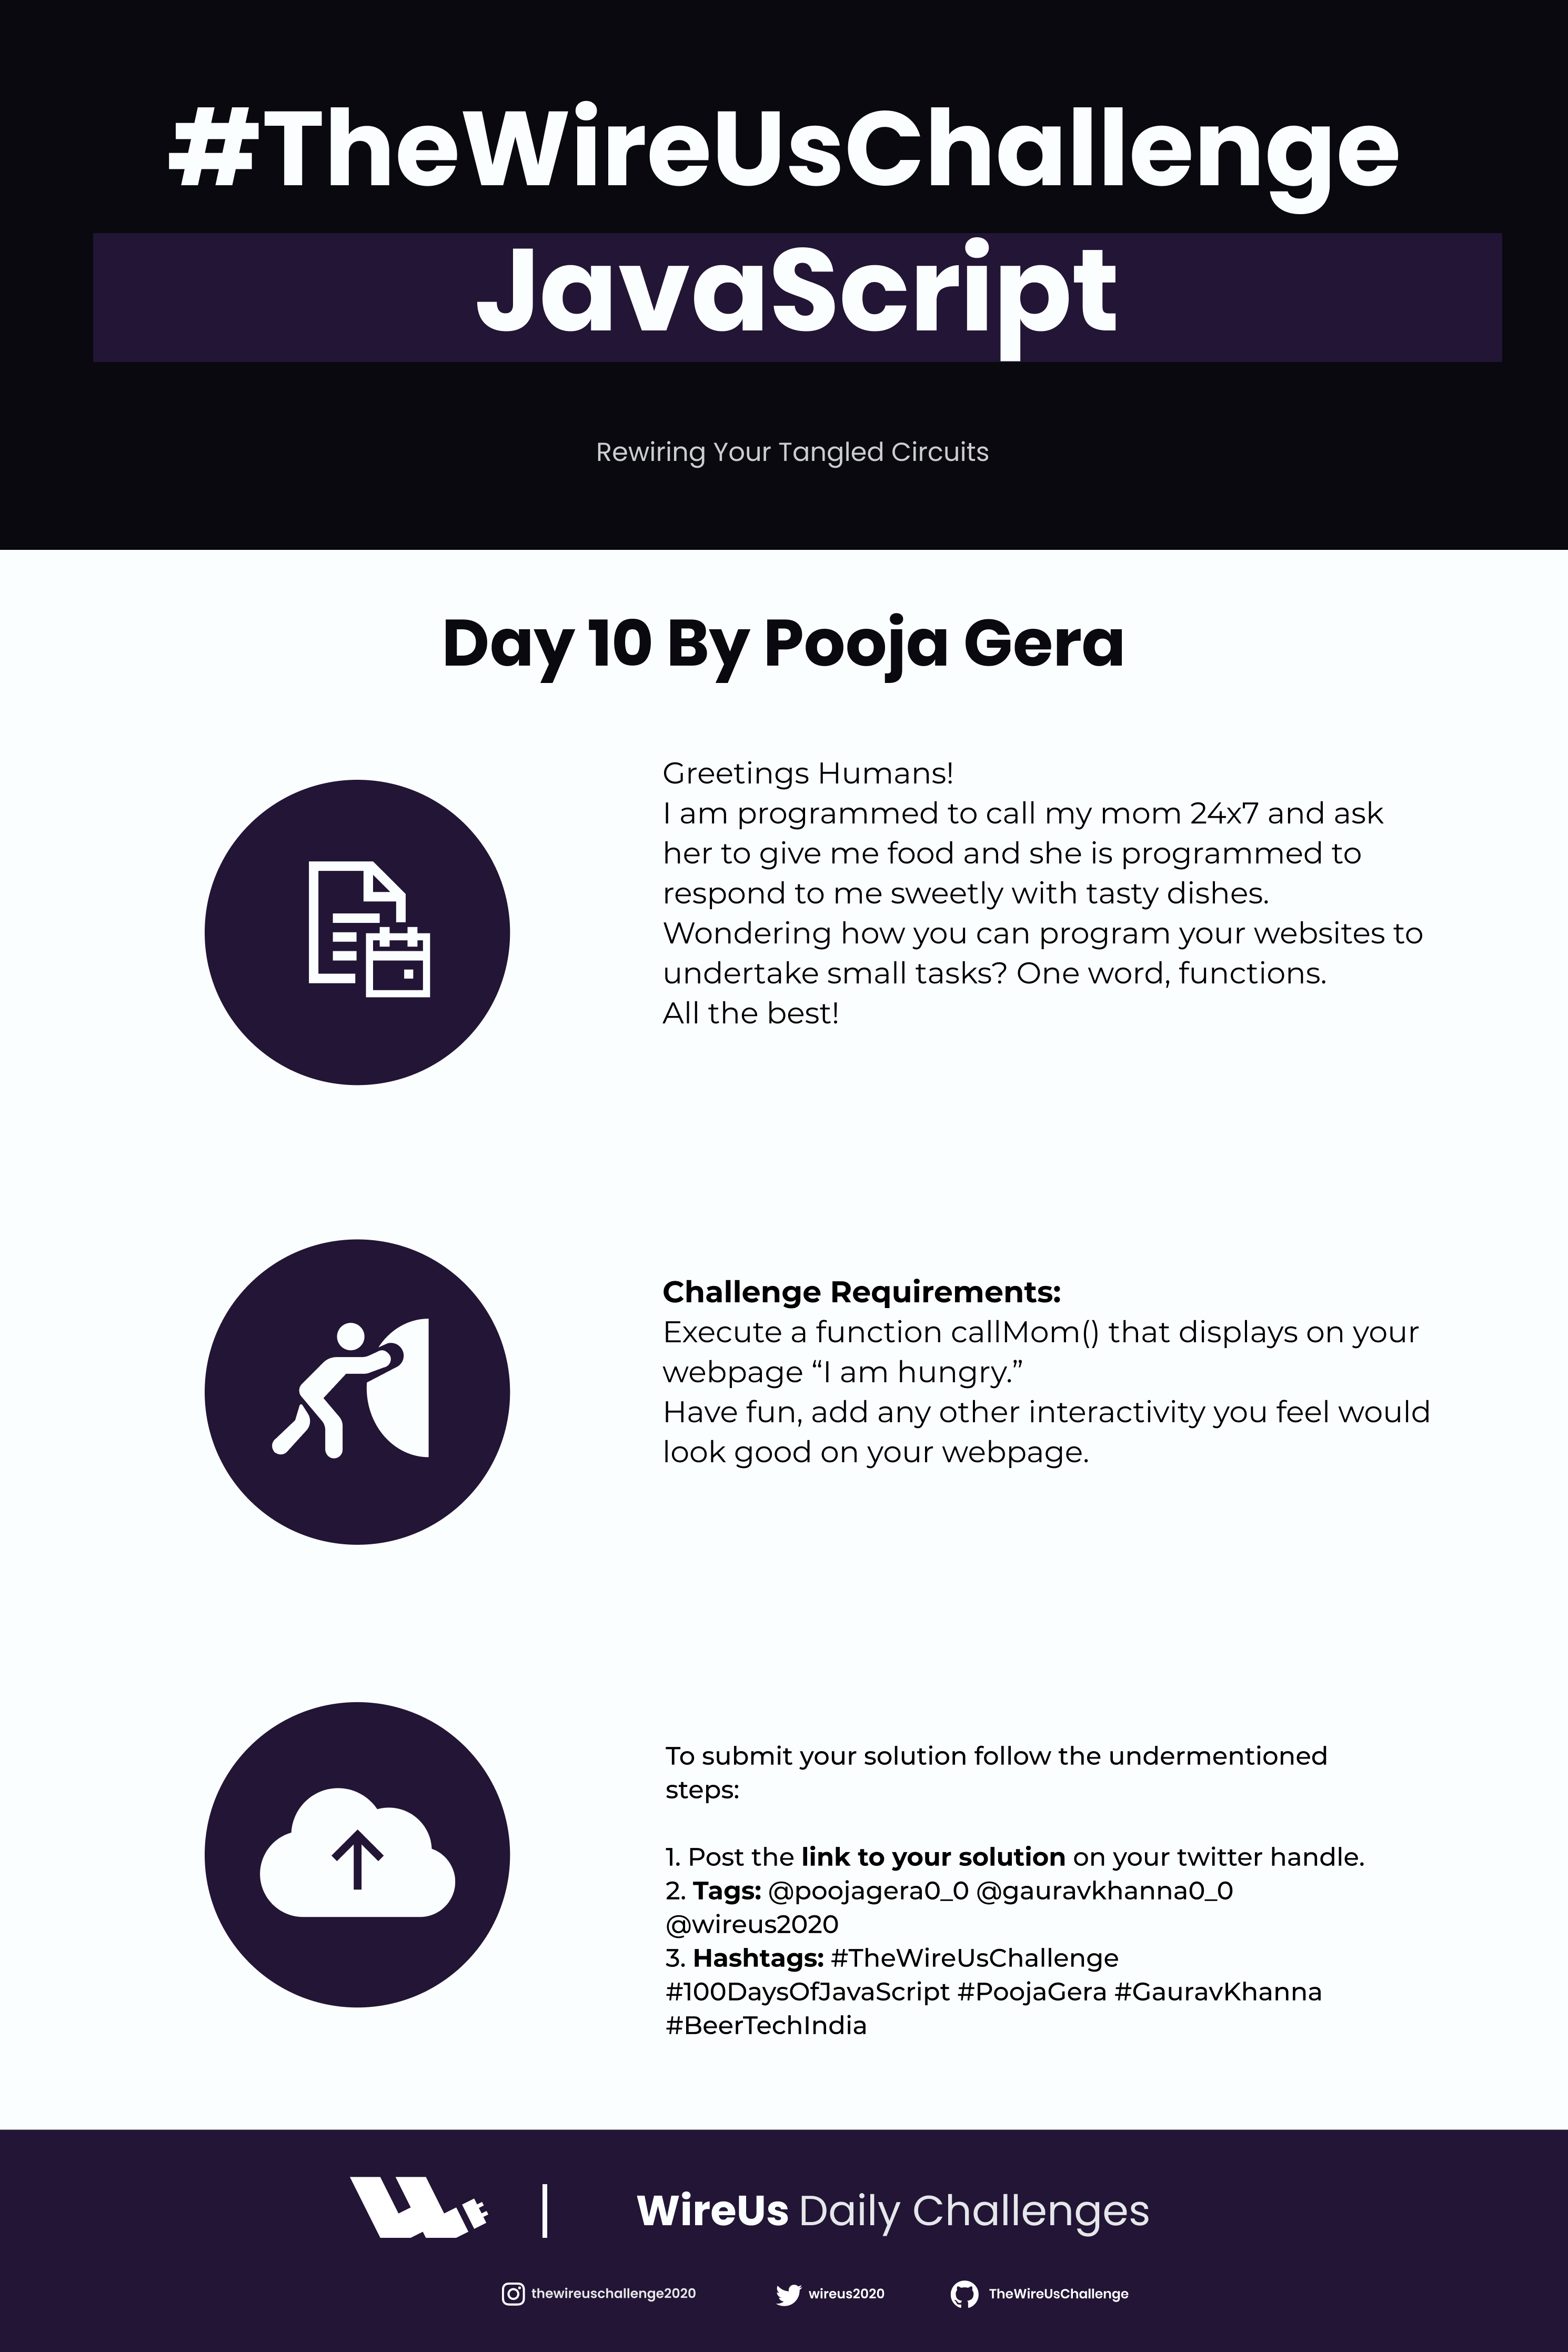 #TheWireUsChallenge
JavaScript
Rewiring Your Tangled Circuits
Day 10 By Pooja Gera
Greetings Humans!
I am programmed to call my mom 24x7 and ask
her to give me food and she is programmed to
respond to me sweetly with tasty dishes.
Wondering how you can program your websites to
undertake small tasks? One word, functions.
All the best!
Challenge Requirements:
Execute a function callMom() that displays on your
webpage “I am hungry.”
Have fun, add any other interactivity you feel would
look good on your webpage.
To submit your solution follow the undermentioned
steps:
1. Post the link to your solution on your twitter handle.
2. Tags: @poojagera0_0 @gauravkhanna0_0
@wireus2020
3. Hashtags: #TheWireUsChallenge
#100DaysOfJavaScript #PoojaGera #GauravKhanna
#BeerTechIndia
WireUs Daily Challenges
thewireuschallenge2020 wireus2020 TheWireUsChallenge